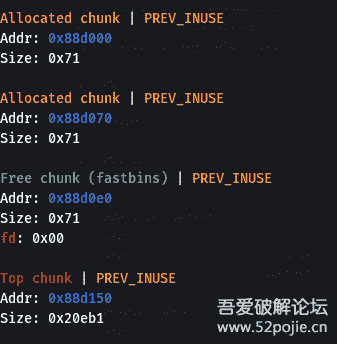 Allocated chunk | PREV_INUSE
Addr: 0x88d000
Size: 0x71
Allocated chunk | PREV_INUSE
Addr: 0x88d070
Size: 0x71
Free chunk (fastbins) | PREV_INUSE
Addr: 0x88d0e0
Size: 0x71
fd: 0x00
Top chunk | PREV_INUSE
Addr: 0x88d150
Size: 0x20eb1
吾爱破解论坛
www.52pojie.cn